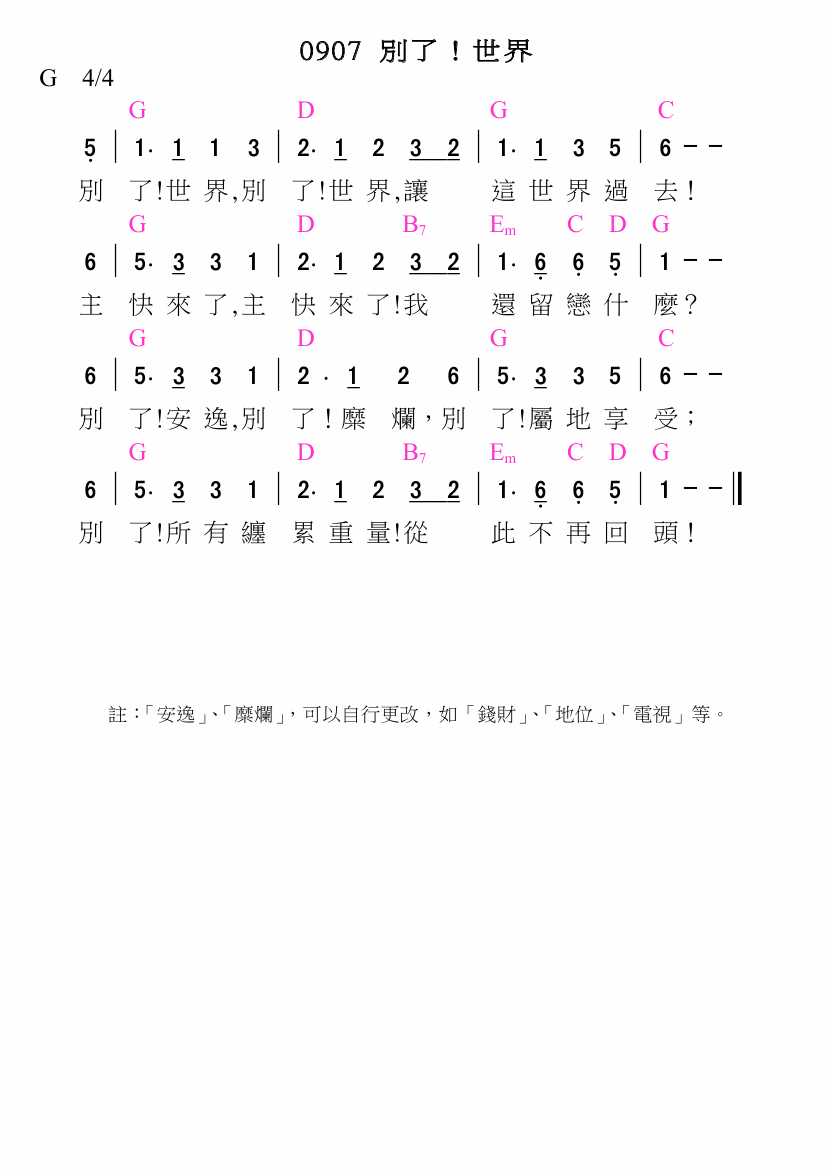 0907 別了！世界
G 4/4
G D G C
5̣ | 1· 1̲ 1 3 | 2· 1̲ 2 3̲ 2̲ | 1· 1̲ 3 5 | 6 － －
別 了!世 界,別 了!世 界,讓 這 世 界 過 去！
G D B7 Em C D G
6 | 5· 3̲ 3 1 | 2· 1̲ 2 3̲ 2̲ | 1· 6̲̣ 6̣ 5̣ | 1 － －
主 快 來 了,主 快 來 了!我 還 留 戀 什 麼？
G D G C
6 | 5· 3̲ 3 1 | 2 · 1̲ 2 6 | 5· 3̲ 3 5 | 6 － －
別 了!安 逸,別 了！糜 爛，別 了!屬 地 享 受；
G D B7 Em C D G
6 | 5· 3̲ 3 1 | 2· 1̲ 2 3̲ 2̲ | 1· 6̲̣ 6̣ 5̣ | 1 － － ‖
別 了!所 有 纏 累 重 量!從 此 不 再 回 頭！
註：「安逸」、「糜爛」，可以自行更改，如「錢財」、「地位」、「電視」等。